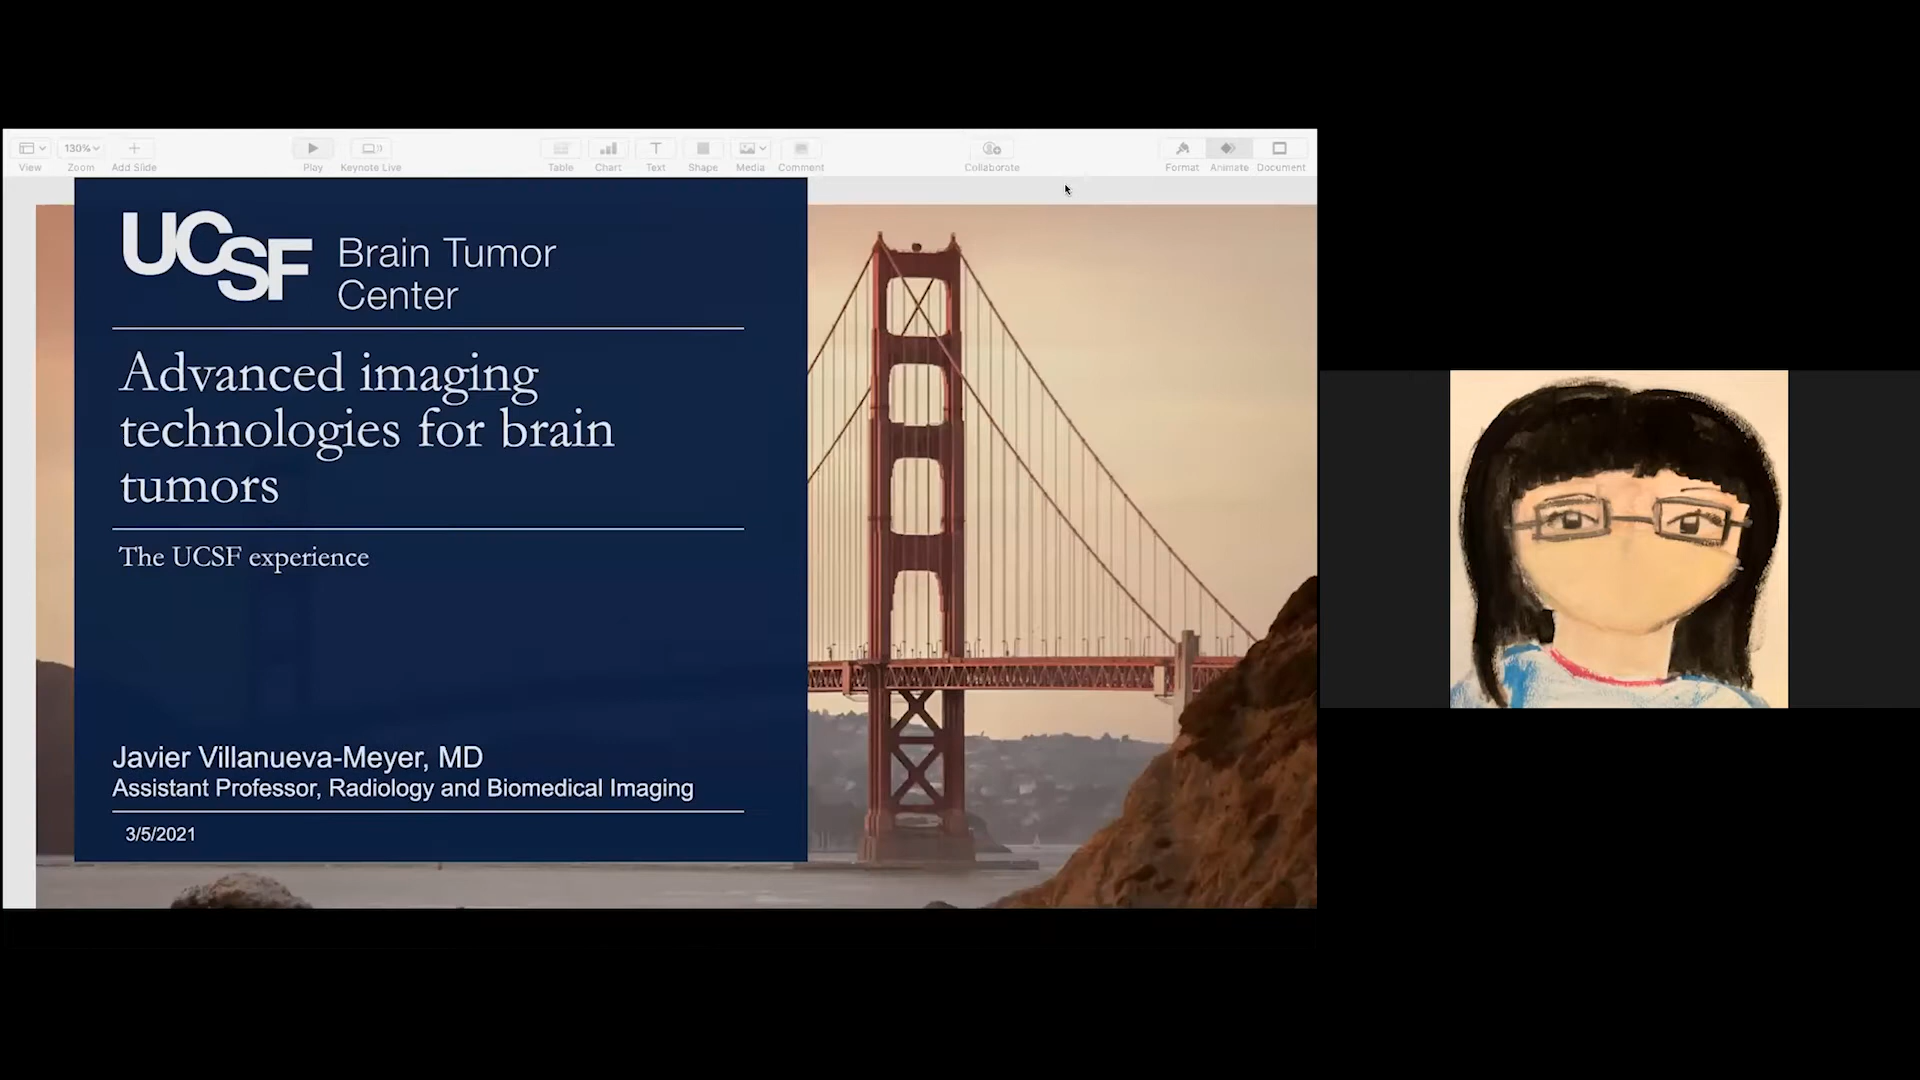 130%
View
Zoom
Add Slide
Play
Keynote Live
Table
Chart
Text
Shape
Media
Comment
Collaborate
Format
Animate
Document
UCSF
Brain Tumor
Center
Advanced imaging
technologies for brain
tumors
The UCSF experience
Javier Villanueva-Meyer, MD
Assistant Professor, Radiology and Biomedical Imaging
3/5/2021